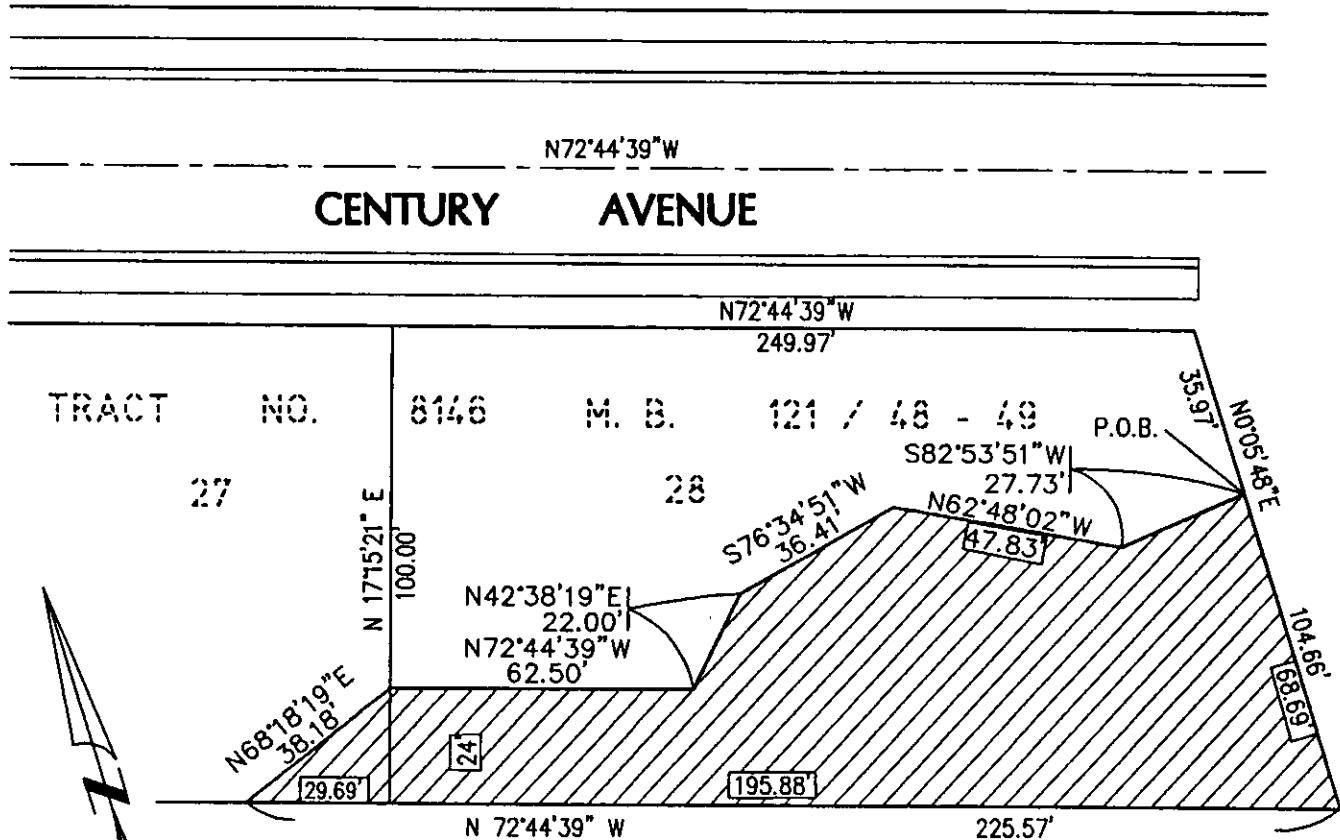 N72°44'39"W
CENTURY AVENUE
N72°44'39"W
249.97'
35.97'
N0°05'48"E
TRACT NO. 8146 M. B. 121 / 48 - 49
P.O.B.
27
28
S82°53'51"W
27.73'
N62°48'02"W
47.83'
S76°34'51"W
36.41'
N 17°15'21" E
100.00'
N42°38'19"E
22.00'
N72°44'39"W
62.50'
104.66'
68.69'
N68°18'19"E
38.18'
24'
29.69'
195.88'
N 72°44'39" W
225.57'